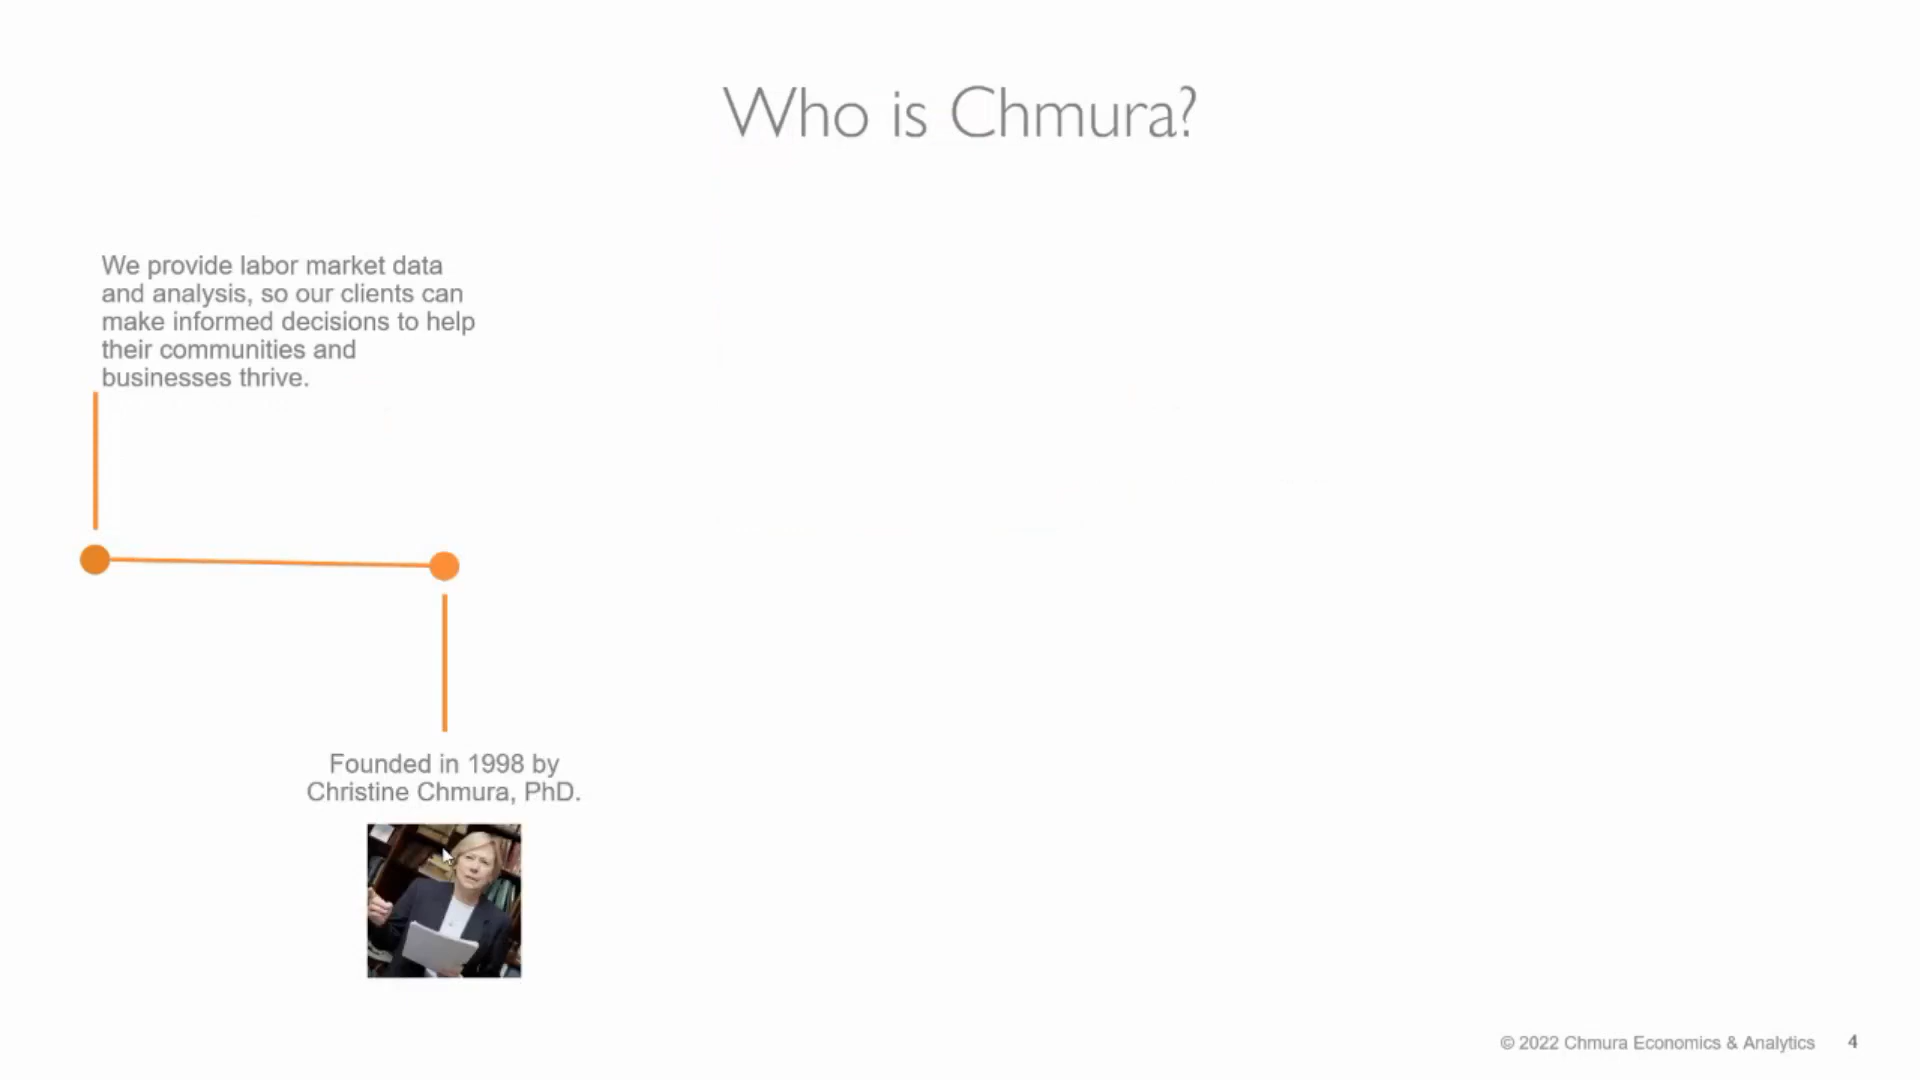 Who is Chmura?
We provide labor market data
and analysis, so our clients can
make informed decisions to help
their communities and
businesses thrive.
Founded in 1998 by
Christine Chmura, PhD.
© 2022 Chmura Economics & Analytics 4